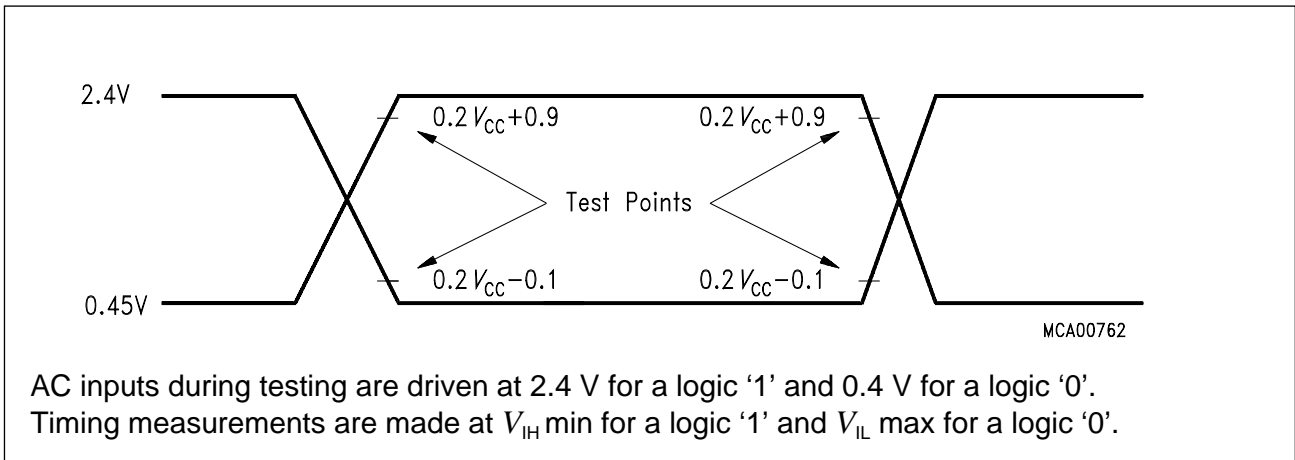 2.4V
0.2 VCC+0.9 0.2 VCC+0.9
Test Points
0.2 VCC−0.1 0.2 VCC−0.1
0.45V
MCA00762
AC inputs during testing are driven at 2.4 V for a logic ‘1’ and 0.4 V for a logic ‘0’.
Timing measurements are made at VIH min for a logic ‘1’ and VIL max for a logic ‘0’.